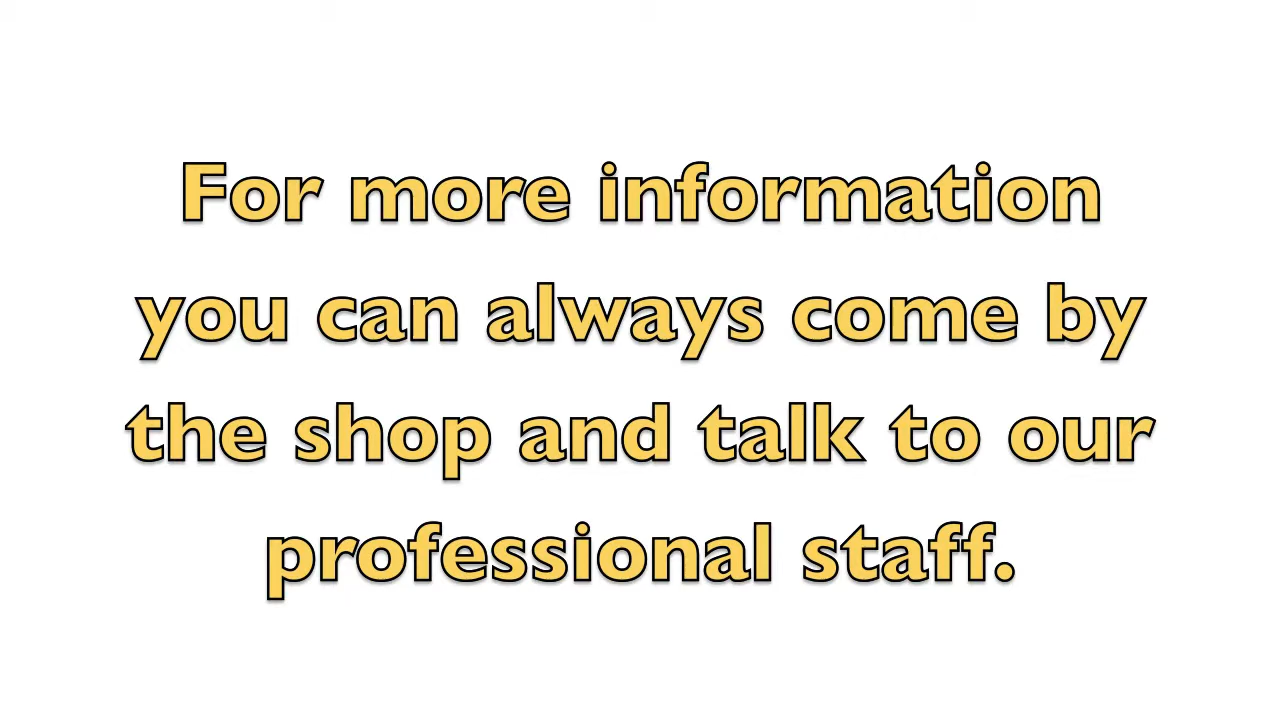 For more information
you can always come by
the shop and talk to our
professional staff.